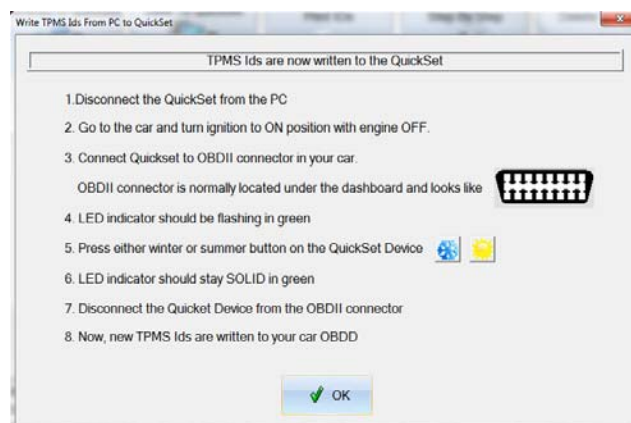 Write TPMS Ids From PC to QuickSet
TPMS Ids are now written to the QuickSet
1.Disconnect the QuickSet from the PC
2. Go to the car and turn ignition to ON position with engine OFF.
3. Connect Quickset to OBDII connector in your car.
OBDII connector is normally located under the dashboard and looks like
4. LED indicator should be flashing in green
5. Press either winter or summer button on the QuickSet Device
6. LED indicator should stay SOLID in green
7. Disconnect the Quicket Device from the OBDII connector
8. Now, new TPMS Ids are written to your car OBDD
OK